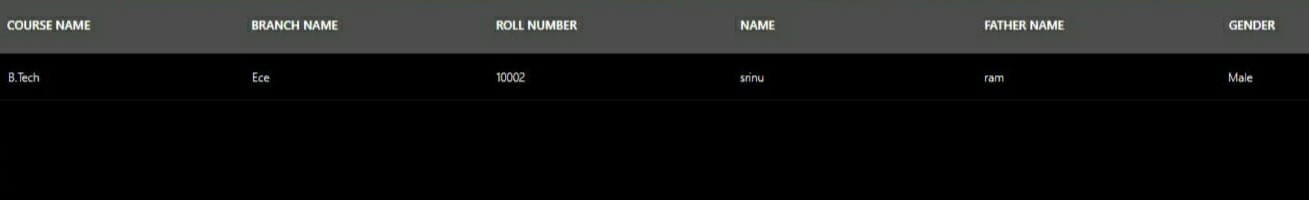 COURSE NAME BRANCH NAME ROLL NUMBER NAME FATHER NAME GENDER
B.Tech Ece 10002 srinu ram Male